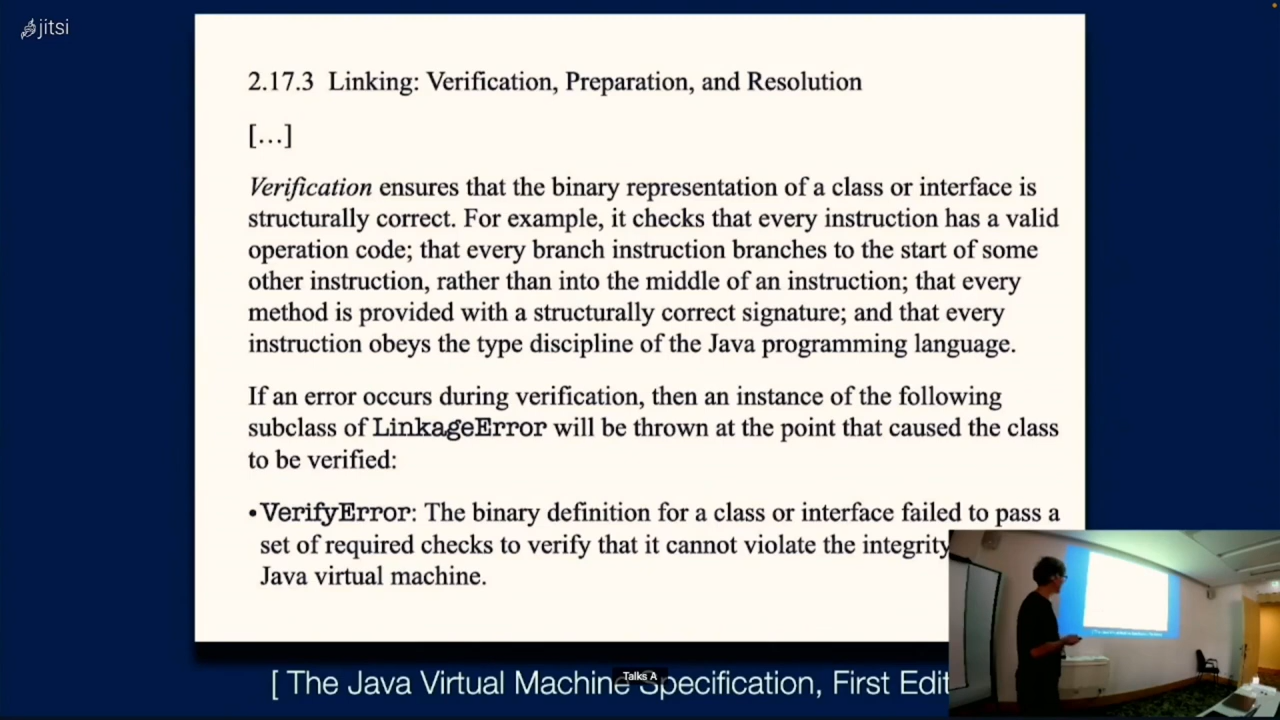 jitsi
2.17.3 Linking: Verification, Preparation, and Resolution
[…]
Verification ensures that the binary representation of a class or interface is
structurally correct. For example, it checks that every instruction has a valid
operation code; that every branch instruction branches to the start of some
other instruction, rather than into the middle of an instruction; that every
method is provided with a structurally correct signature; and that every
instruction obeys the type discipline of the Java programming language.
If an error occurs during verification, then an instance of the following
subclass of LinkageError will be thrown at the point that caused the class
to be verified:
•VerifyError: The binary definition for a class or interface failed to pass a
set of required checks to verify that it cannot violate the integrity
Java virtual machine.
[ The Java Virtual Machine Specification, First Edit
Talks A